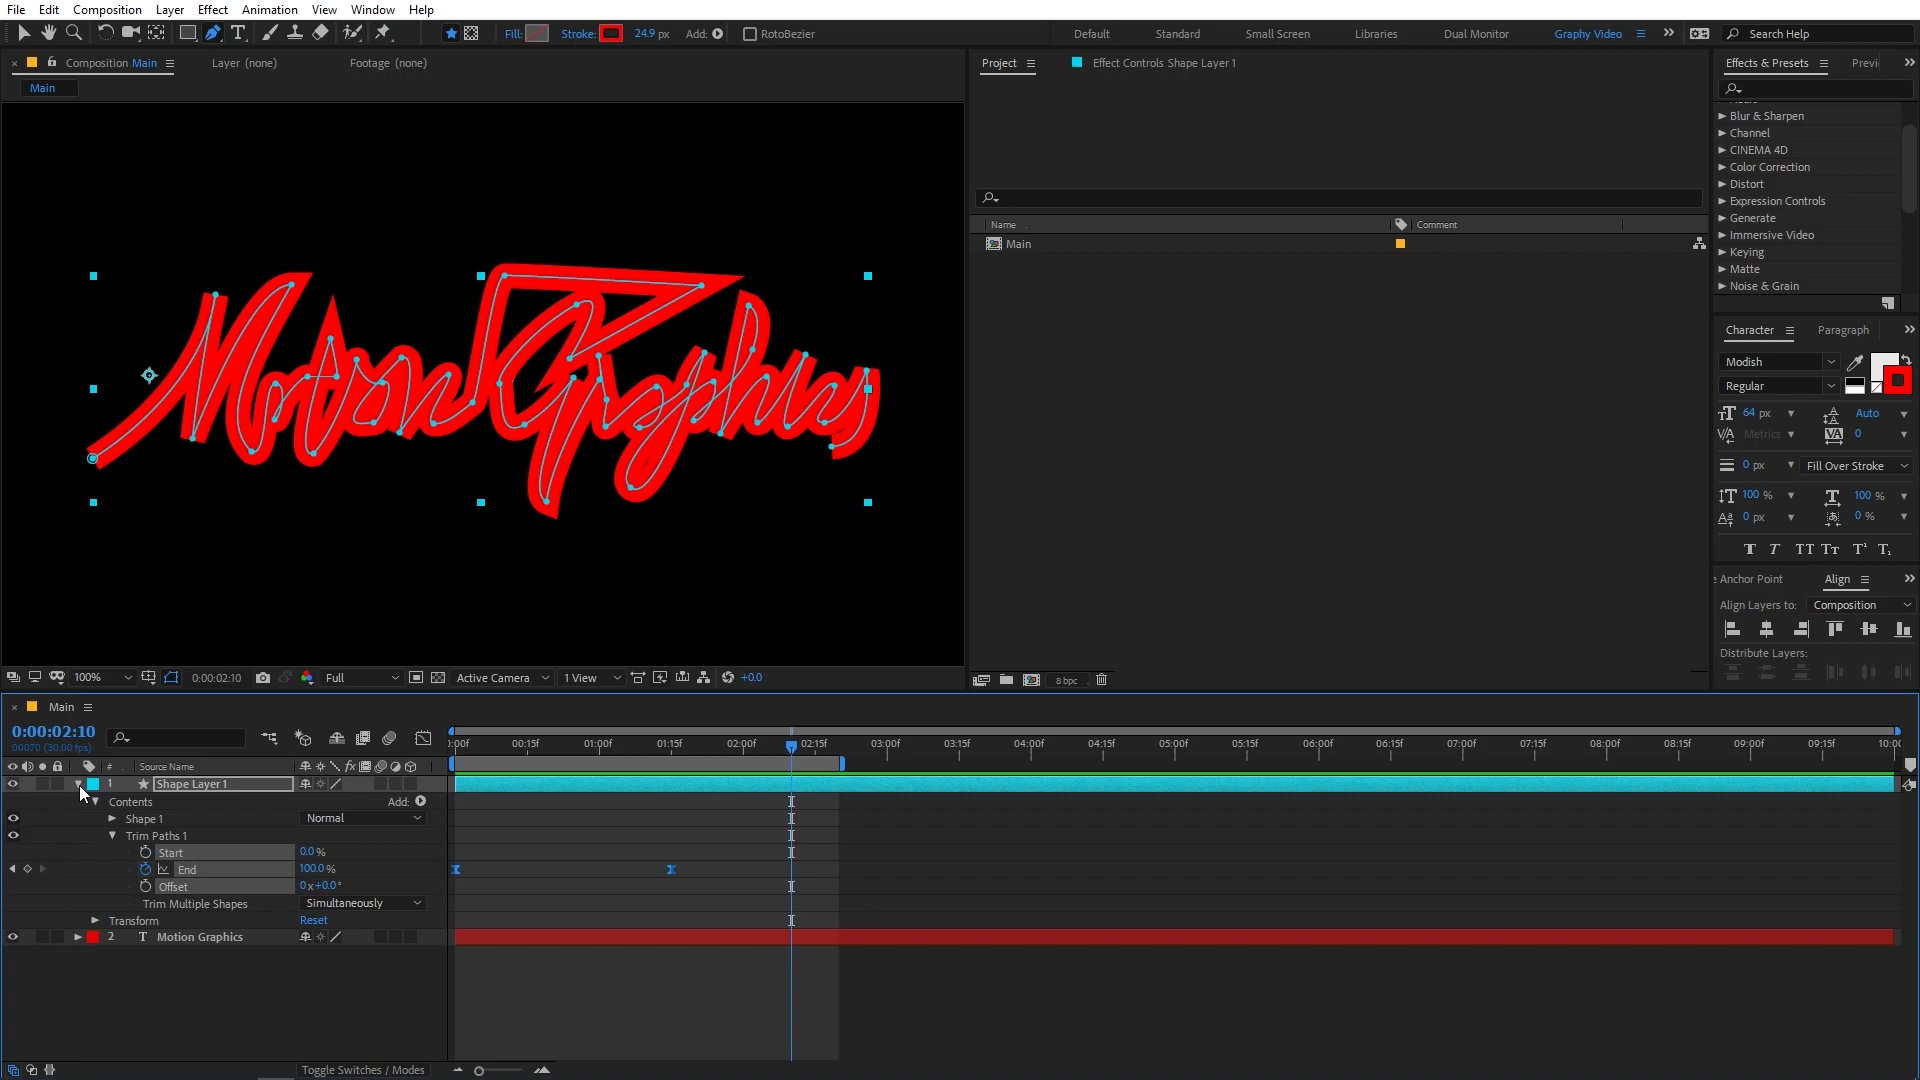 File Edit Composition Layer Effect Animation View Window Help
Fill: Stroke: 24.9 px Add: RotoBezier Default Standard Small Screen Libraries Dual Monitor Graphy Video Search Help
Composition Main Layer (none) Footage (none)
Main
Motion Graphics
100% 0:00:02:10 Full Active Camera 1 View +0.0
Project Effect Controls Shape Layer 1
Name Comment
Main
8 bpc
Effects & Presets Previ
Blur & Sharpen
Channel
CINEMA 4D
Color Correction
Distort
Expression Controls
Generate
Immersive Video
Keying
Matte
Noise & Grain
Character Paragraph
Modish
Regular
64 px Auto
Metrics 0
0 px Fill Over Stroke
100 % 100 %
0 px 0 %
T T TT Tt T¹ T₁
e Anchor Point Align
Align Layers to: Composition
Distribute Layers:
Main
0:00:02:10
00070 (30.00 fps)
:00f 00:15f 01:00f 01:15f 02:00f 02:15f 03:00f 03:15f 04:00f 04:15f 05:00f 05:15f 06:00f 06:15f 07:00f 07:15f 08:00f 08:15f 09:00f 09:15f 10:00
# Source Name
1 Shape Layer 1
Contents Add:
Shape 1 Normal
Trim Paths 1
Start 0.0 %
End 100.0 %
Offset 0 x +0.0 °
Trim Multiple Shapes Simultaneously
Transform Reset
2 T Motion Graphics
Toggle Switches / Modes